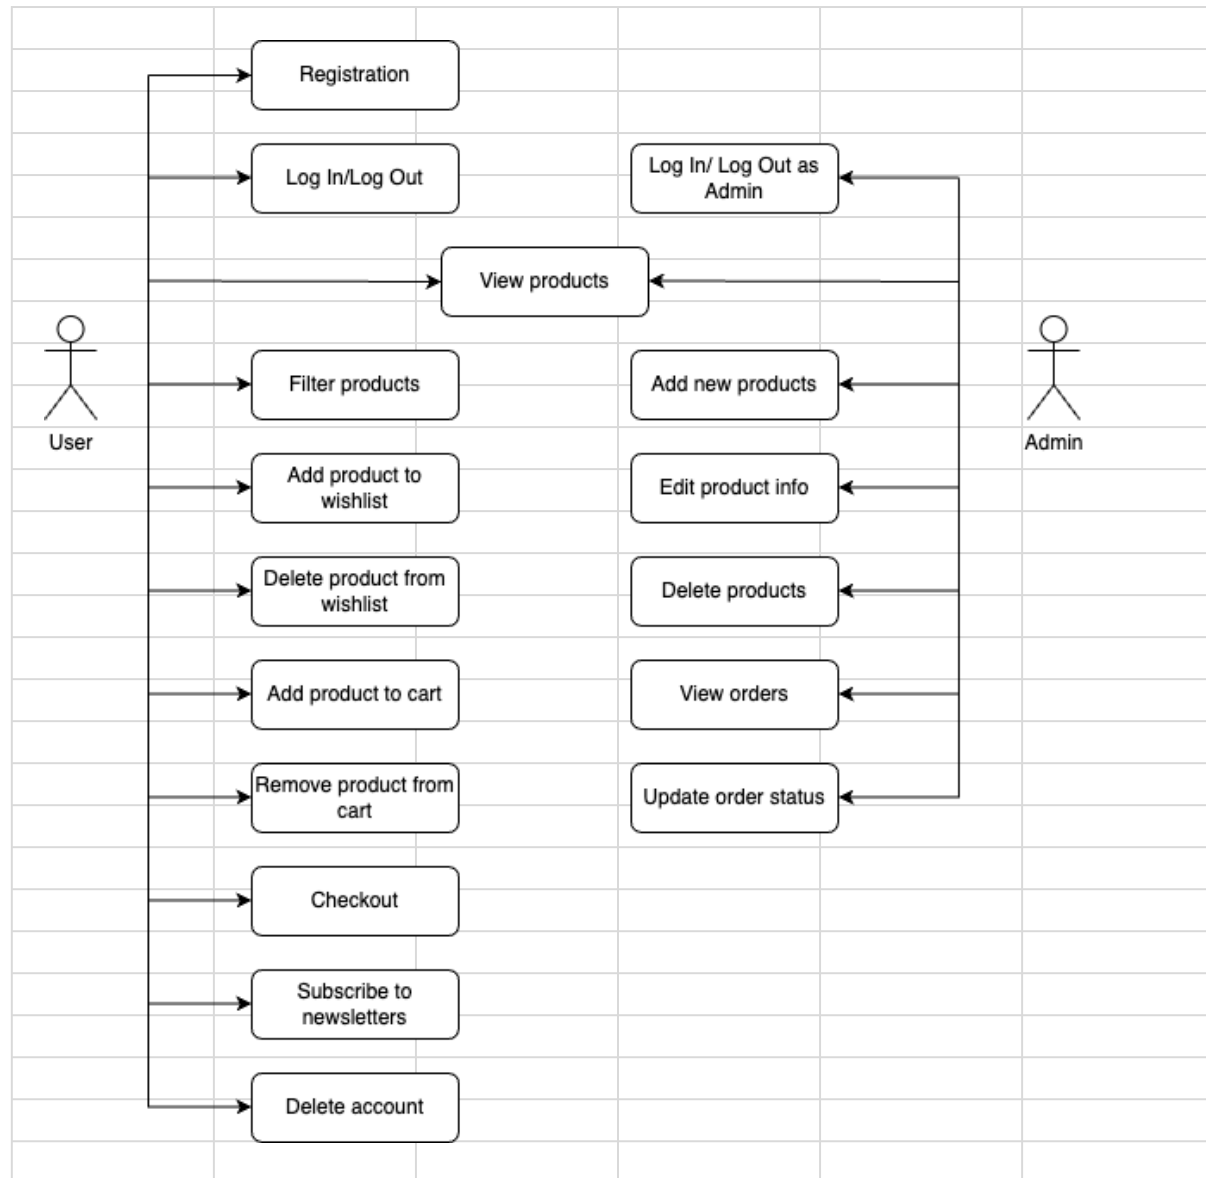 Registration
Log In/Log Out
Log In/ Log Out as
Admin
View products
Filter products
Add new products
User
Admin
Add product to
wishlist
Edit product info
Delete product from
wishlist
Delete products
Add product to cart
View orders
Remove product from
cart
Update order status
Checkout
Subscribe to
newsletters
Delete account